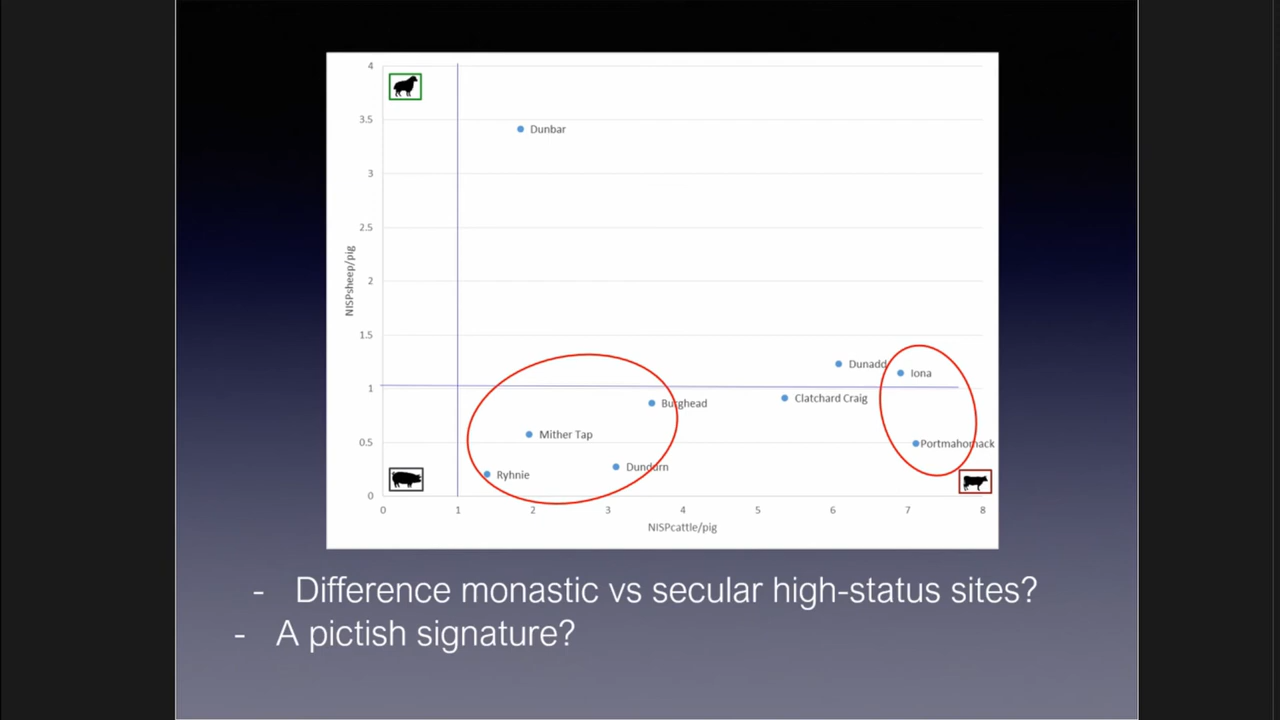 4
3.5
Dunbar
3
2.5
2
1.5
1
0.5
0
NISPsheep/pig
Dunadd
Iona
Burghead
Clatchard Craig
Mither Tap
Portmahomack
Dundurn
Ryhnie
0 1 2 3 4 5 6 7 8
NISPcattle/pig
- Difference monastic vs secular high-status sites?
- A pictish signature?